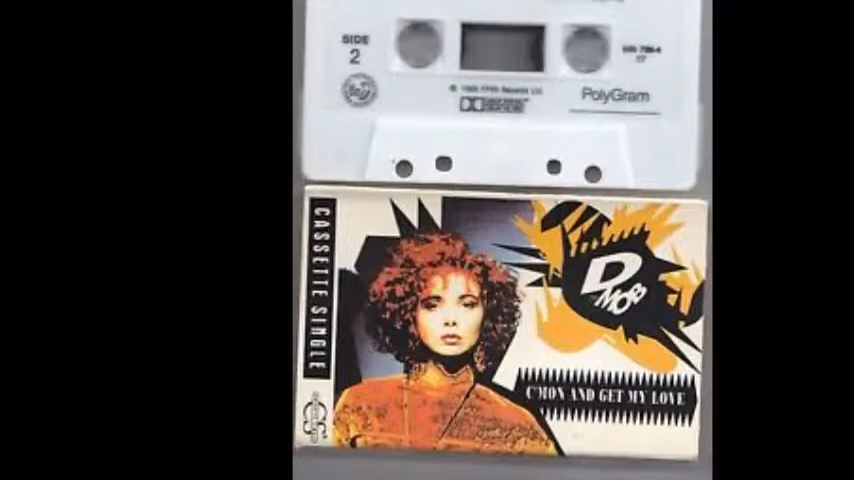 SIDE
2
PolyGram
CASSETTE SINGLE
D
MOB
C'MON AND GET MY LOVE